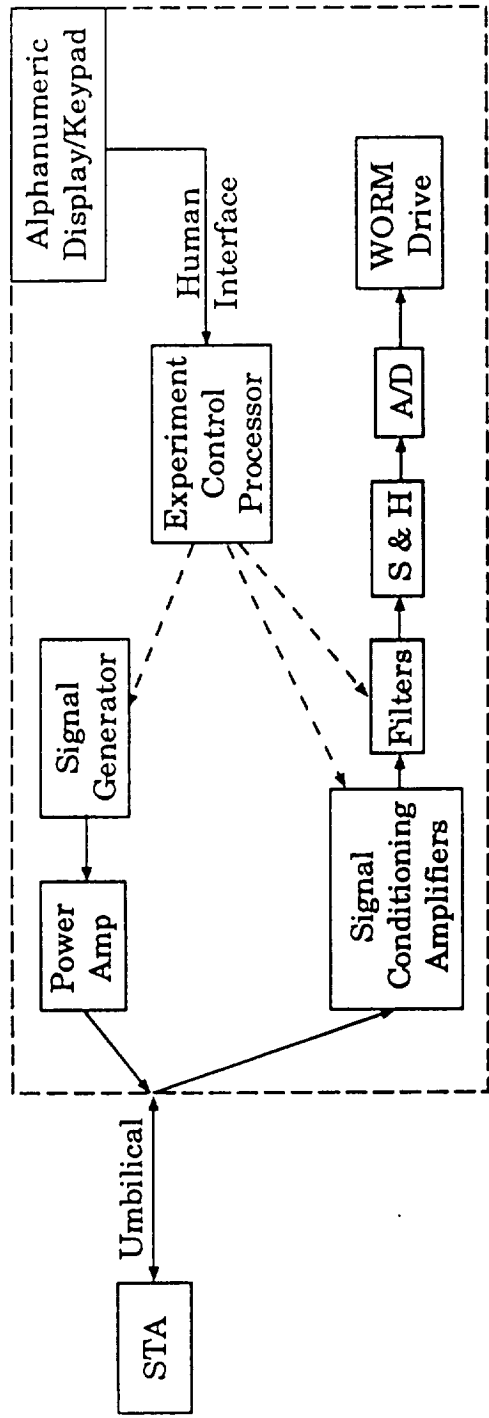 STA
Umbilical
Power
Amp
Signal
Generator
Alphanumeric
Display/Keypad
Human
Interface
Experiment
Control
Processor
Signal
Conditioning
Amplifiers
Filters
S & H
A/D
WORM
Drive